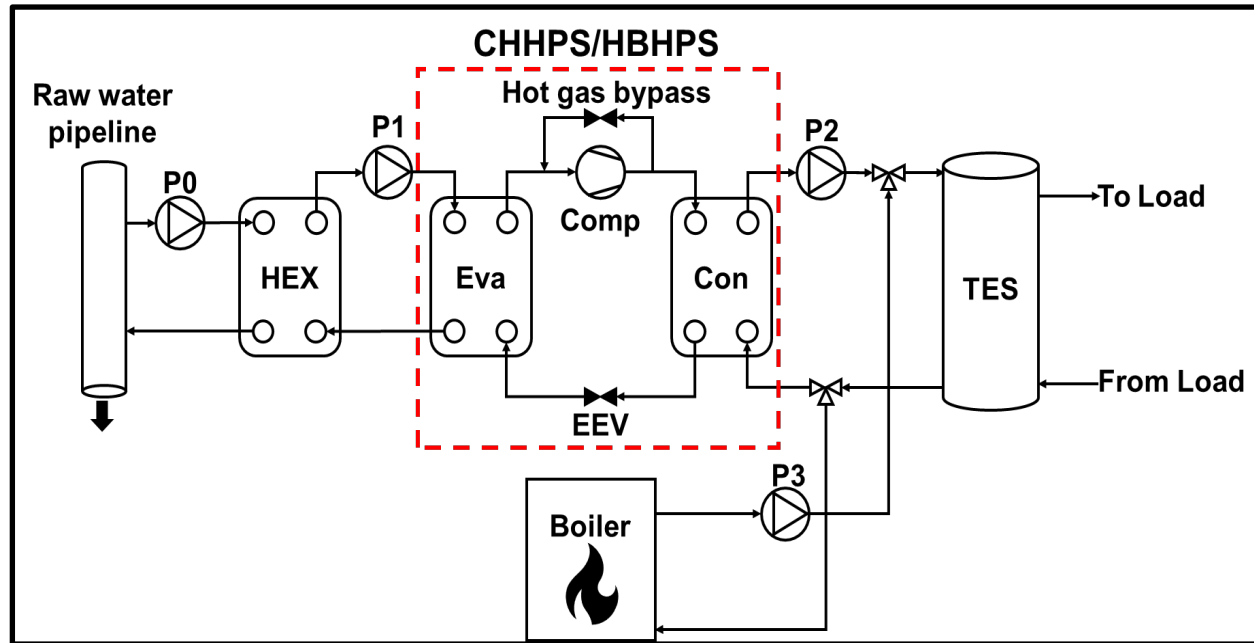 CHHPS/HBHPS
Raw water
pipeline
Hot gas bypass
P1
P2
P0
Comp
To Load
HEX
Eva
Con
TES
From Load
EEV
P3
Boiler